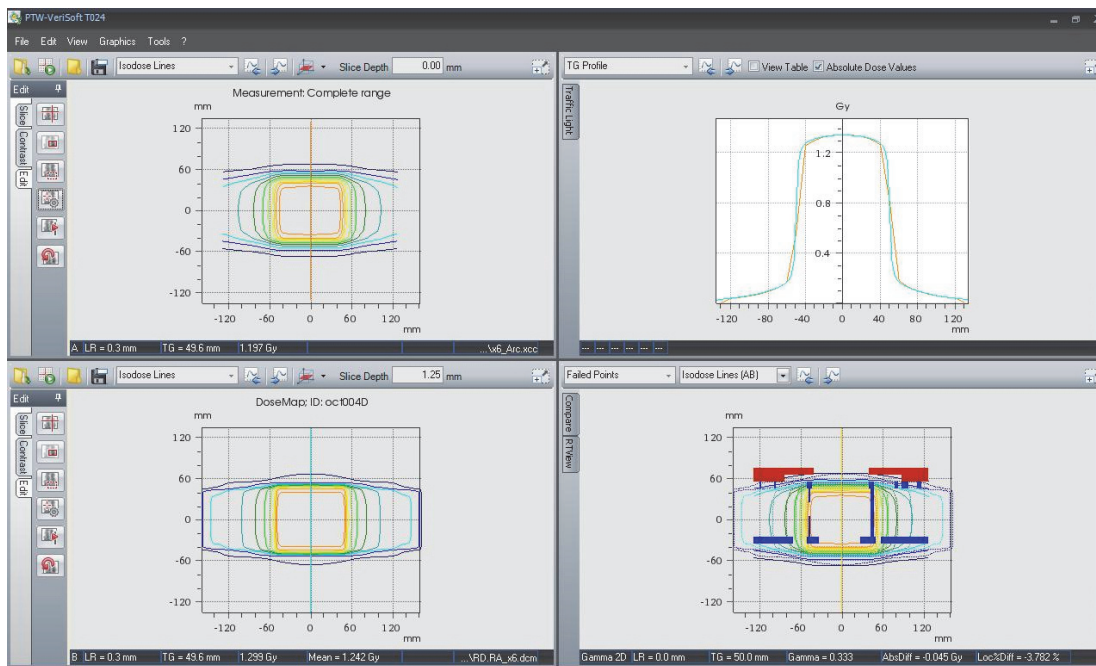 PTW-VeriSoft T024
File Edit View Graphics Tools ?
Isodose Lines Slice Depth 0.00 mm
Edit
Slice Contrast Edit
Measurement: Complete range
mm
120
60
0
-60
-120
-120 -60 0 60 120
mm
A LR = 0.3 mm TG = 49.6 mm 1.197 Gy ...\x6_Arc.xcc
TG Profile View Table Absolute Dose Values
Traffic Light
Gy
1.2
0.8
0.4
-120 -80 -40 0 40 80 120
mm
--- --- --- --- --- ---
Isodose Lines Slice Depth 1.25 mm
Edit
Slice Contrast Edit
DoseMap; ID: oct004D
mm
120
60
0
-60
-120
-120 -60 0 60 120
mm
B LR = 0.3 mm TG = 49.6 mm 1.299 Gy Mean = 1.242 Gy ...\RD.RA_x6.dcm
Failed Points Isodose Lines (AB)
Compare RTView
mm
120
60
0
-60
-120
-120 -60 0 60 120
mm
Gamma 2D LR = 0.0 mm TG = 50.0 mm Gamma = 0.333 AbsDiff = -0.045 Gy Loc%Diff = -3.782 %